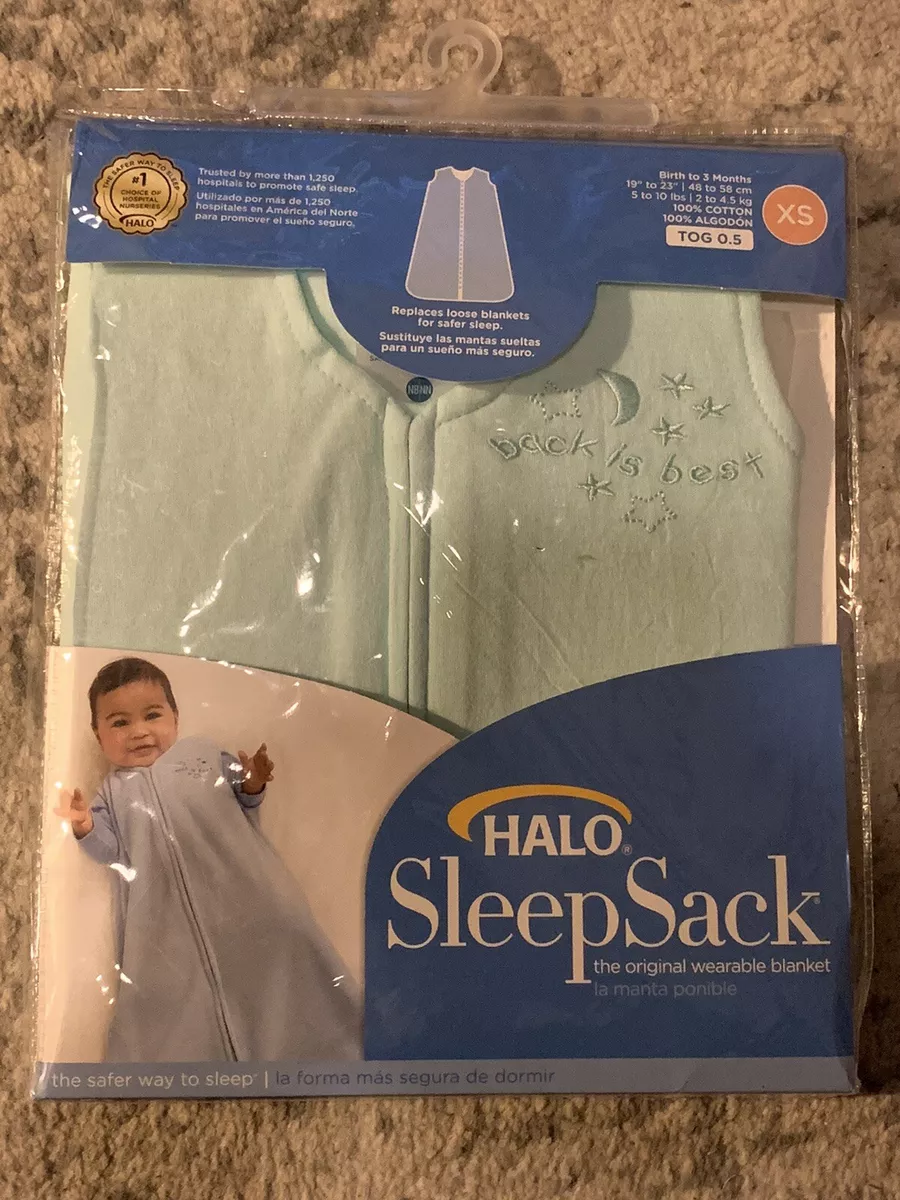 THE SAFER WAY TO SLEEP
#1
CHOICE OF
HOSPITAL
NURSERIES
HALO
Trusted by more than 1,250
hospitals to promote safe sleep.
Utilizado por más de 1,250
hospitales en América del Norte
para promover el sueño seguro.
Replaces loose blankets
for safer sleep.
Sustituye las mantas sueltas
para un sueño más seguro.
Birth to 3 Months
19" to 23" | 48 to 58 cm
5 to 10 lbs | 2 to 4.5 kg
100% COTTON
100% ALGODÓN
TOG 0.5
XS
NB/NN
back is best
HALO®
SleepSack®
the original wearable blanket
la manta ponible
the safer way to sleep™ | la forma más segura de dormir